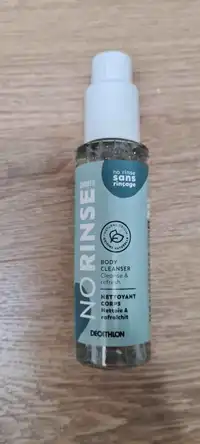 no rinse
sans
rinçage
NO RINSE!
BODY
CLEANSER
Cleanse &
refresh
NETTOYANT
CORPS
Nettoie &
rafraîchit
DECATHLON